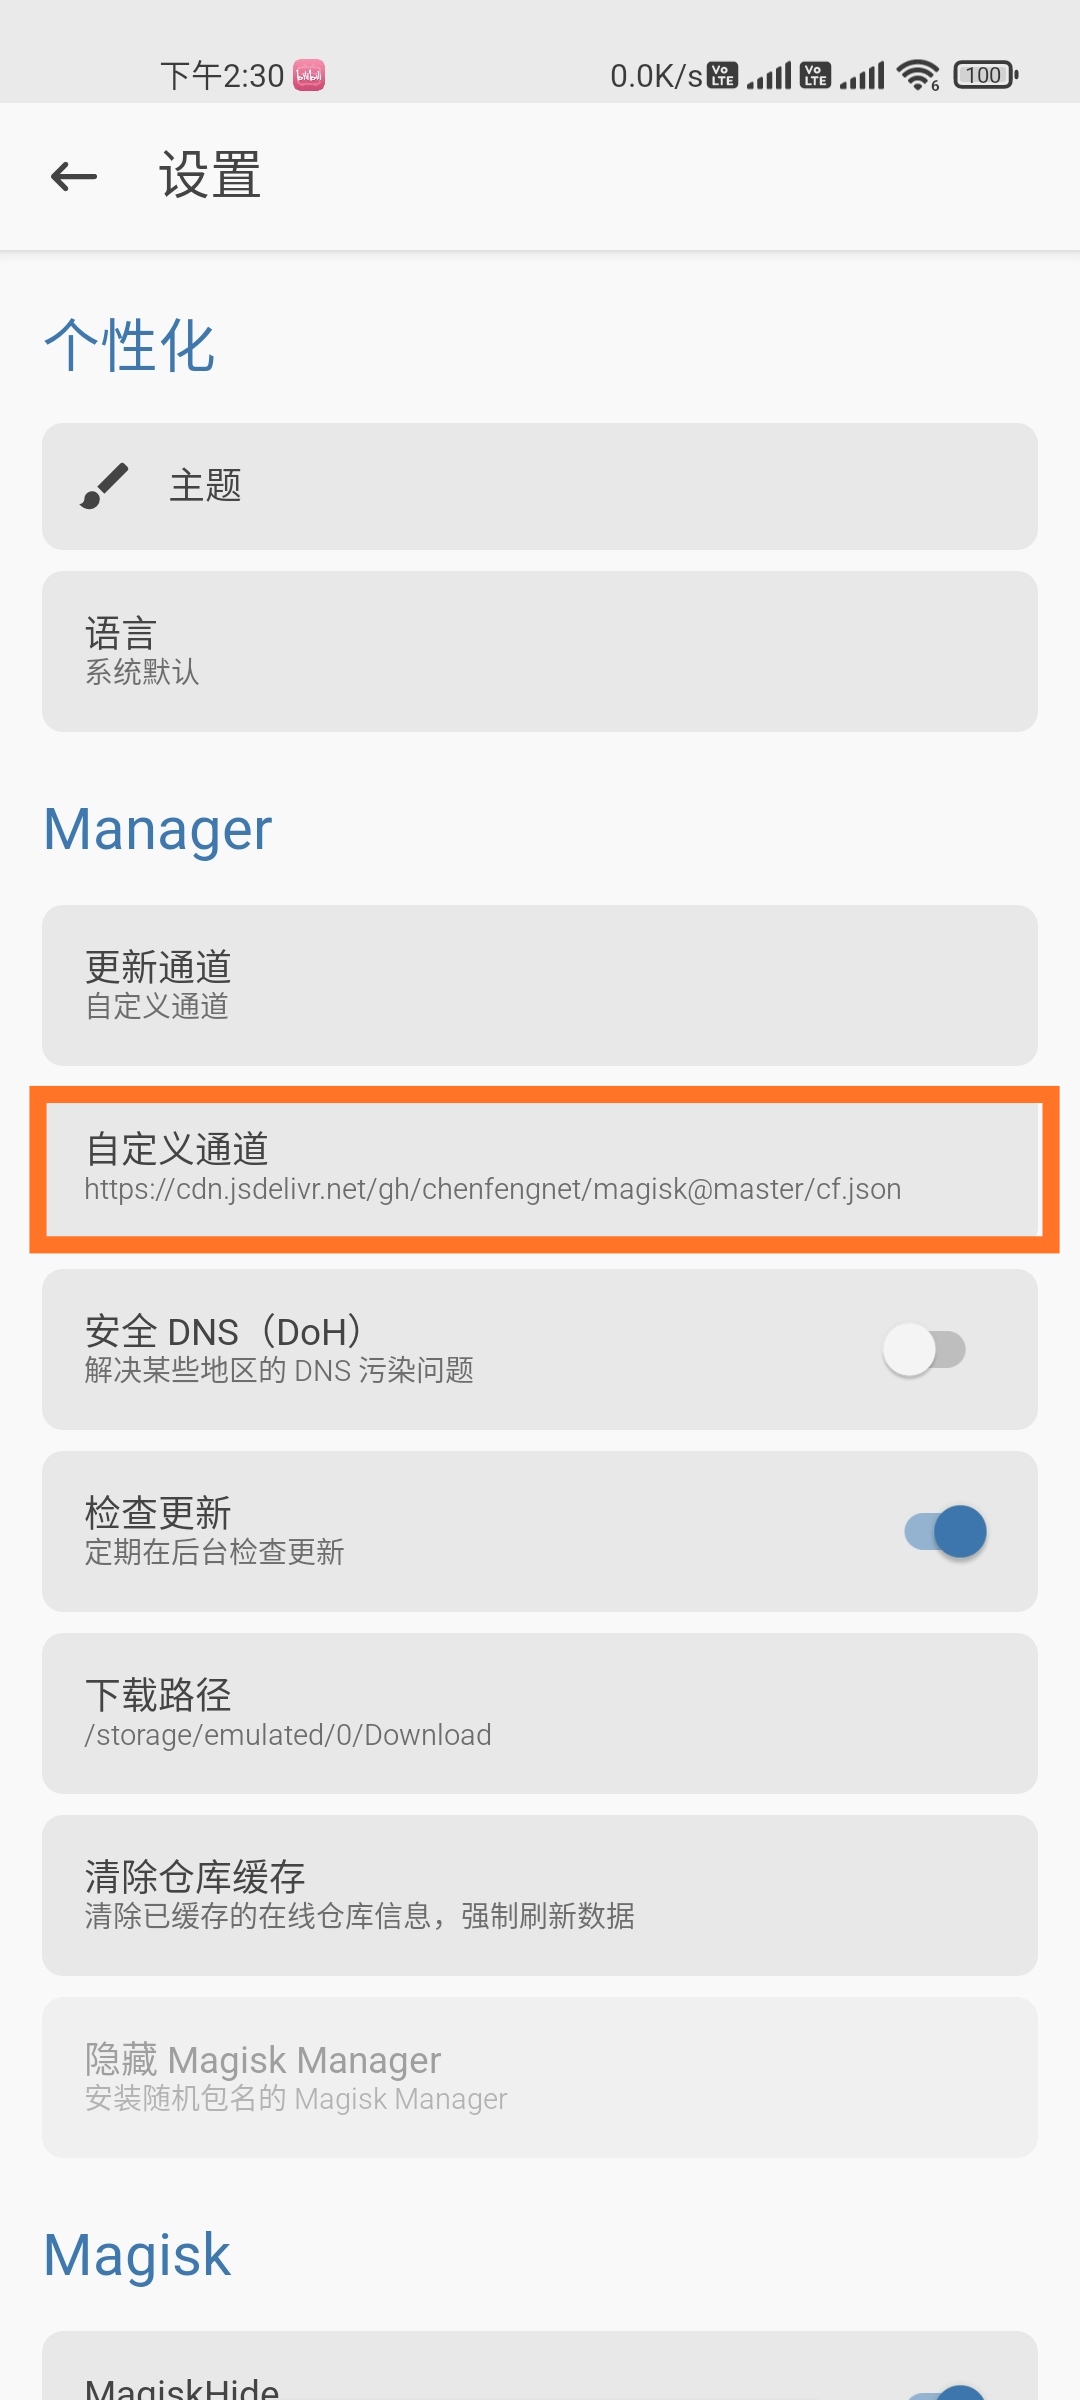 下午2:30
0.0K/s
100
设置
个性化
主题
语言
系统默认
Manager
更新通道
自定义通道
自定义通道
https://cdn.jsdelivr.net/gh/chenfengnet/magisk@master/cf.json
安全 DNS（DoH）
解决某些地区的 DNS 污染问题
检查更新
定期在后台检查更新
下载路径
/storage/emulated/0/Download
清除仓库缓存
清除已缓存的在线仓库信息，强制刷新数据
隐藏 Magisk Manager
安装随机包名的 Magisk Manager
Magisk
MagiskHide